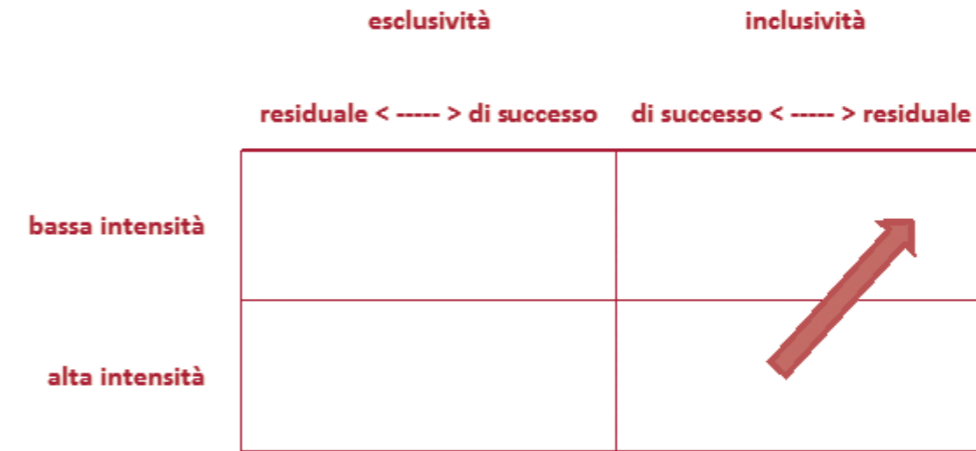 esclusività inclusività
residuale < ----- > di successo di successo < ----- > residuale
bassa intensità
alta intensità